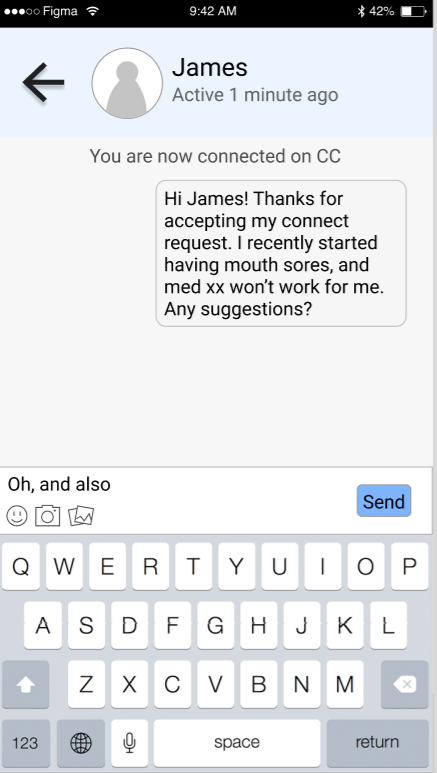 Figma 9:42 AM 42%
James
Active 1 minute ago
You are now connected on CC
Hi James! Thanks for
accepting my connect
request. I recently started
having mouth sores, and
med xx won’t work for me.
Any suggestions?
Oh, and also
Send
Q W E R T Y U I O P
A S D F G H J K L
Z X C V B N M
123 space return